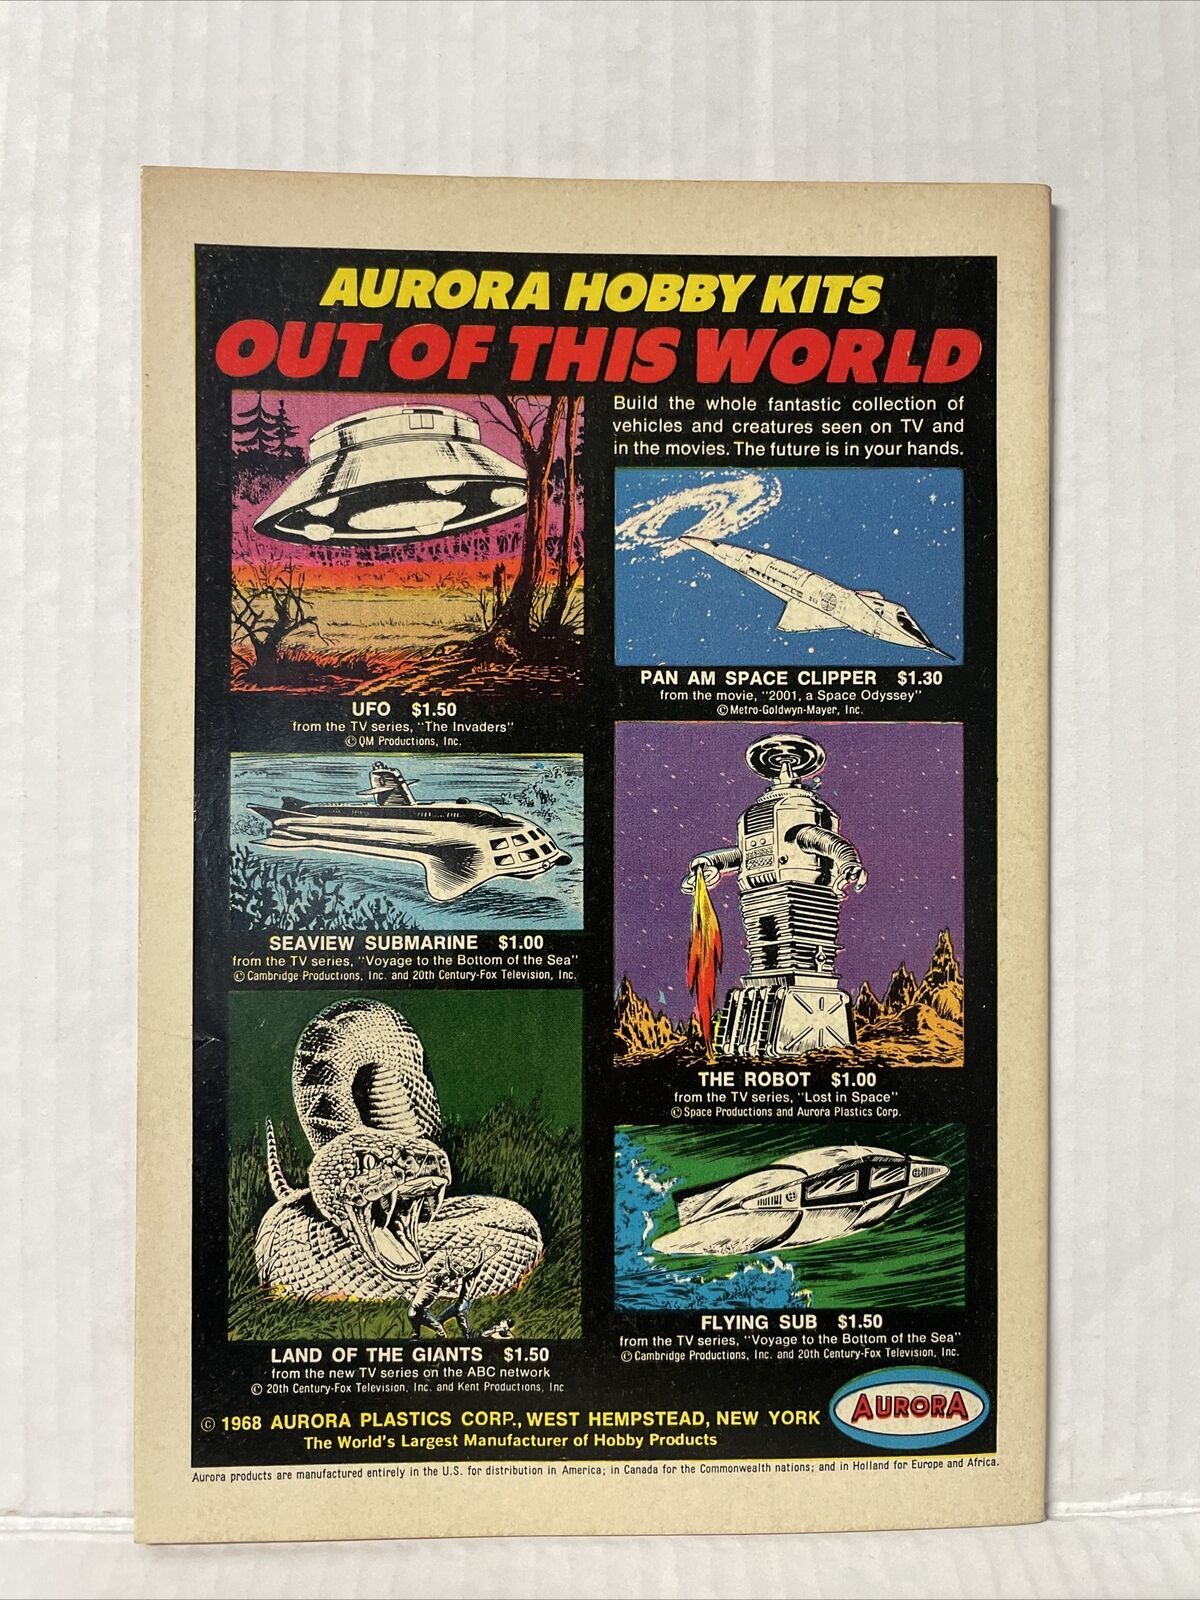 AURORA HOBBY KITS
OUT OF THIS WORLD
Build the whole fantastic collection of
vehicles and creatures seen on TV and
in the movies. The future is in your hands.
UFO $1.50
from the TV series, "The Invaders"
© QM Productions, Inc.
PAN AM SPACE CLIPPER $1.30
from the movie, "2001, a Space Odyssey"
© Metro-Goldwyn-Mayer, Inc.
SEAVIEW SUBMARINE $1.00
from the TV series, "Voyage to the Bottom of the Sea"
© Cambridge Productions, Inc. and 20th Century-Fox Television, Inc.
THE ROBOT $1.00
from the TV series, "Lost in Space"
© Space Productions and Aurora Plastics Corp.
LAND OF THE GIANTS $1.50
from the new TV series on the ABC network
© 20th Century-Fox Television, Inc. and Kent Productions, Inc
FLYING SUB $1.50
from the TV series, "Voyage to the Bottom of the Sea"
© Cambridge Productions, Inc. and 20th Century-Fox Television, Inc.
© 1968 AURORA PLASTICS CORP., WEST HEMPSTEAD, NEW YORK
The World's Largest Manufacturer of Hobby Products
AURORA
Aurora products are manufactured entirely in the U.S. for distribution in America; in Canada for the Commonwealth nations; and in Holland for Europe and Africa.